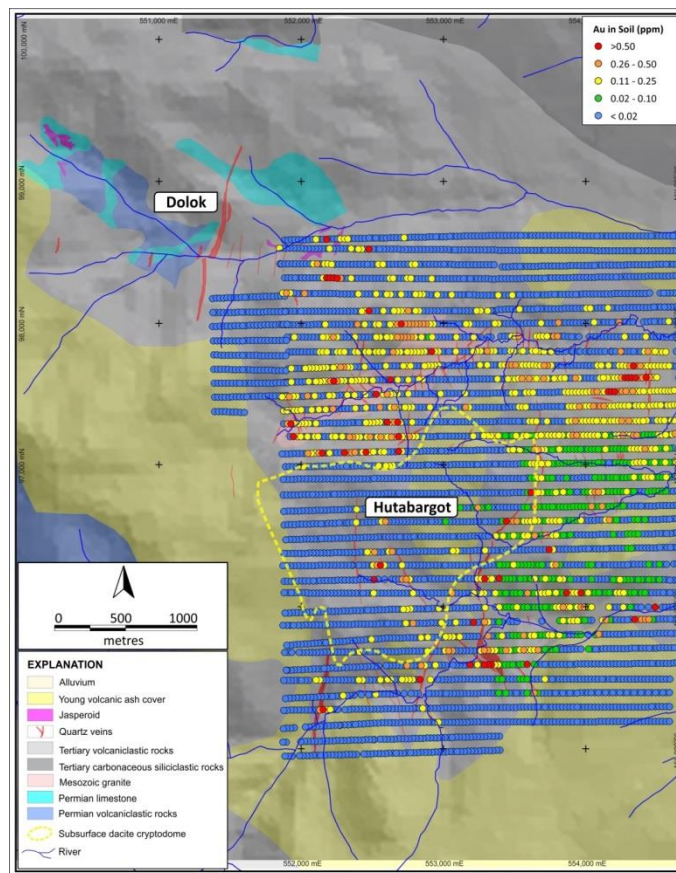 551,000 mE
552,000 mE
553,000 mE
100,000 mN
Au in Soil (ppm)
>0.50
0.26 - 0.50
0.11 - 0.25
0.02 - 0.10
< 0.02
99,000 mN
Dolok
98,000 mN
97,000 mN
Hutabargot
0 500 1000
metres
EXPLANATION
Alluvium
Young volcanic ash cover
Jasperoid
Quartz veins
Tertiary volcaniclastic rocks
Tertiary carbonaceous siliciclastic rocks
Mesozoic granite
Permian limestone
Permian volcaniclastic rocks
Subsurface dacite cryptodome
River
552,000 mE
553,000 mE
554,000 mE